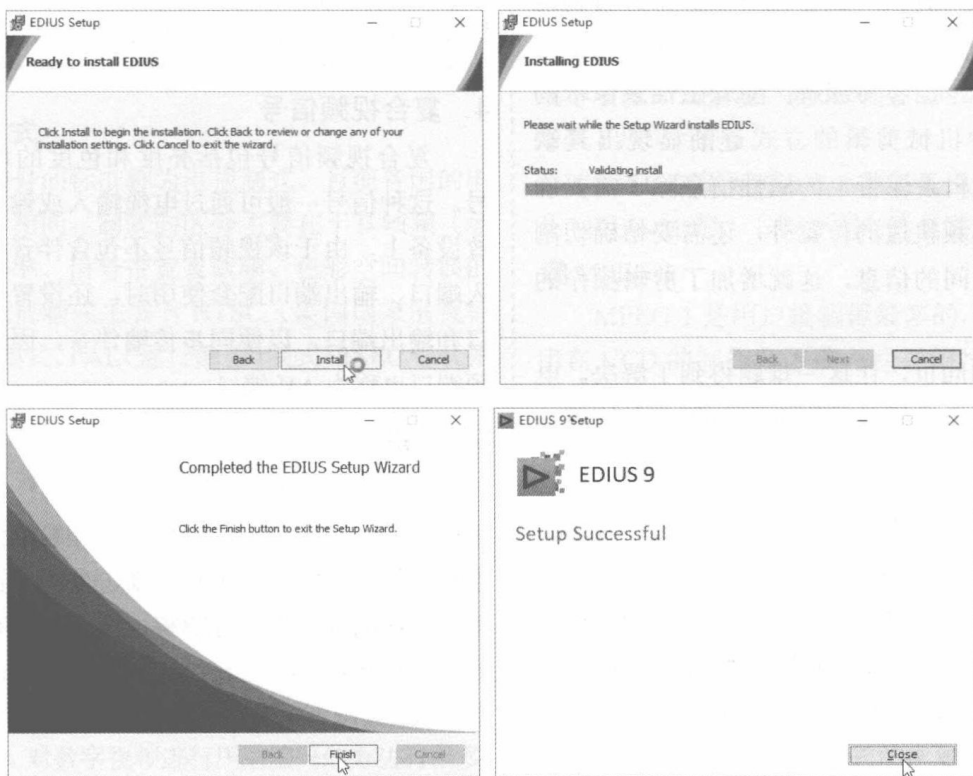 EDIUS Setup
Ready to install EDIUS
Click Install to begin the installation. Click Back to review or change any of your
installation settings. Click Cancel to exit the wizard.
Back Install Cancel
EDIUS Setup
Installing EDIUS
Please wait while the Setup Wizard installs EDIUS.
Status: Validating install
Back Next Cancel
EDIUS Setup
Completed the EDIUS Setup Wizard
Click the Finish button to exit the Setup Wizard.
Back Finish Cancel
EDIUS 9 Setup
EDIUS 9
Setup Successful
Close